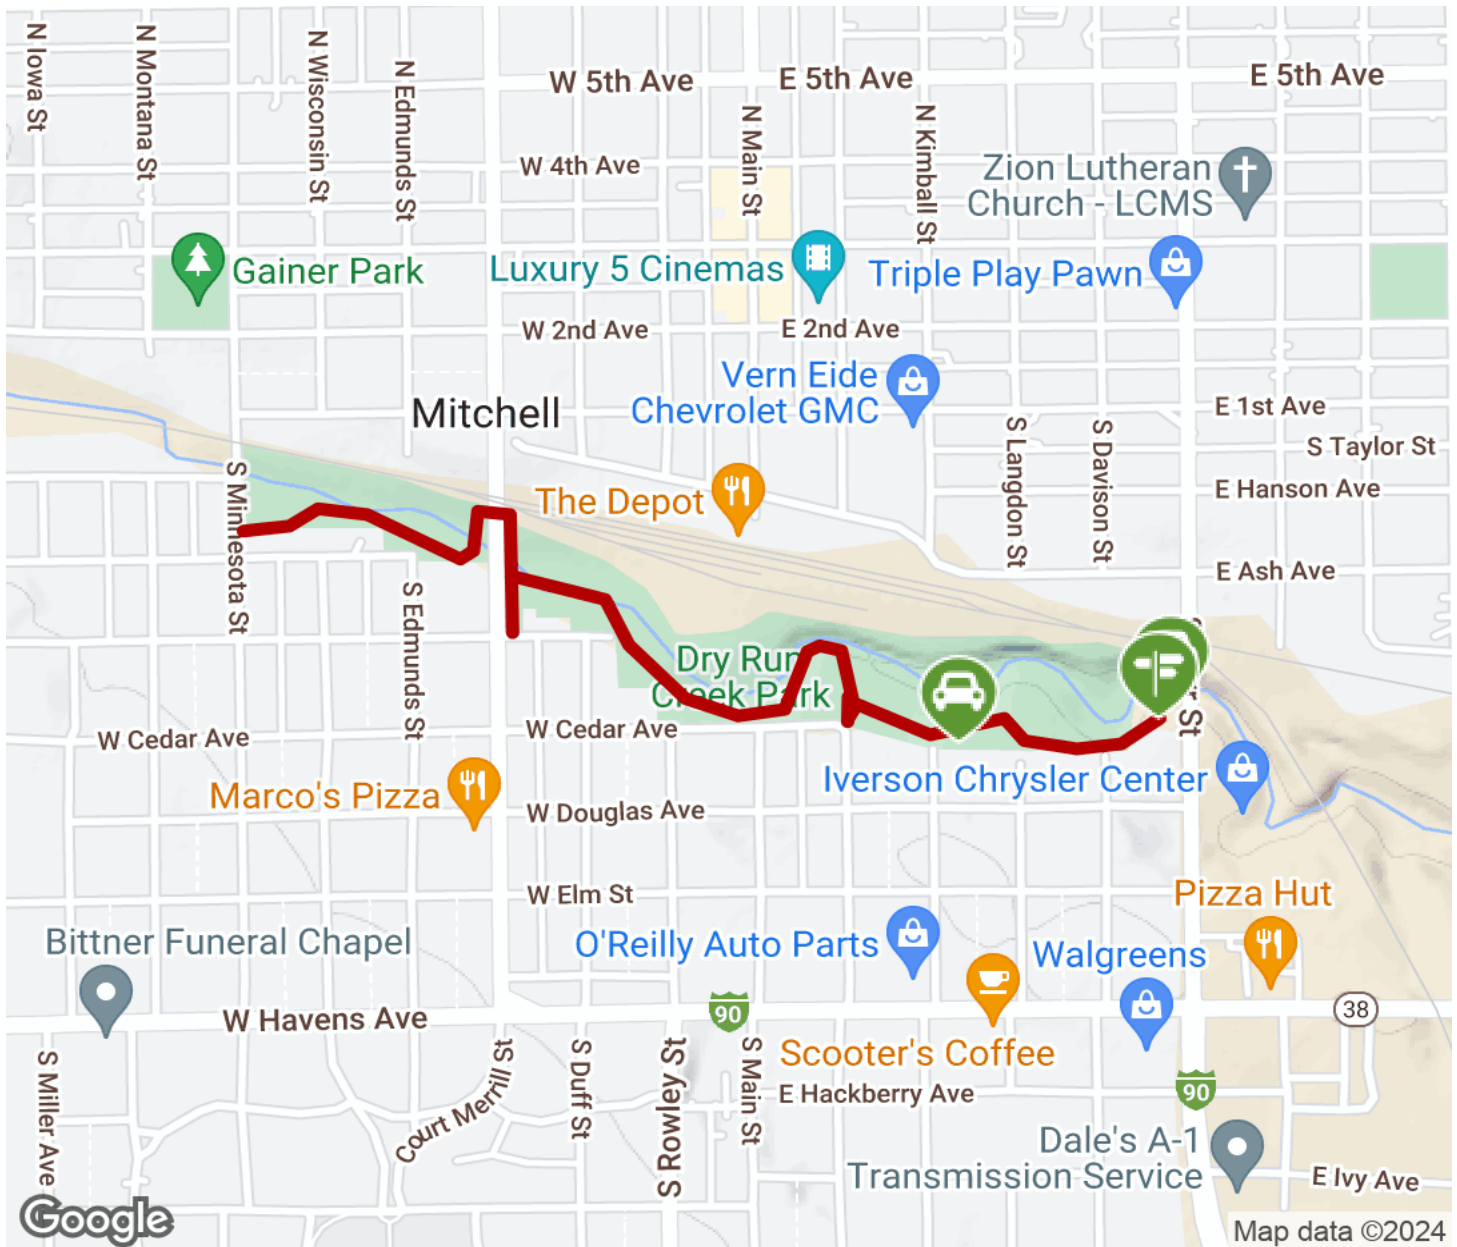 N Iowa St
N Montana St
N Wisconsin St
N Edmunds St
W 5th Ave
E 5th Ave
E 5th Ave
N Main St
N Kimball St
W 4th Ave
Zion Lutheran
Church - LCMS
Gainer Park
Luxury 5 Cinemas
Triple Play Pawn
W 2nd Ave
E 2nd Ave
Vern Eide
Chevrolet GMC
Mitchell
E 1st Ave
S Taylor St
S Langdon St
S Davison St
S Minnesota St
The Depot
E Hanson Ave
E Ash Ave
S Edmunds St
Dry Run
Creek Park
W Cedar Ave
W Cedar Ave
Iverson Chrysler Center
Marco's Pizza
W Douglas Ave
W Elm St
Pizza Hut
Bittner Funeral Chapel
O'Reilly Auto Parts
Walgreens
90
38
W Havens Ave
Scooter's Coffee
S Miller Ave
Court Merrill St
S Duff St
S Rowley St
S Main St
E Hackberry Ave
90
Dale's A-1
Transmission Service
E Ivy Ave
Google
Map data ©2024